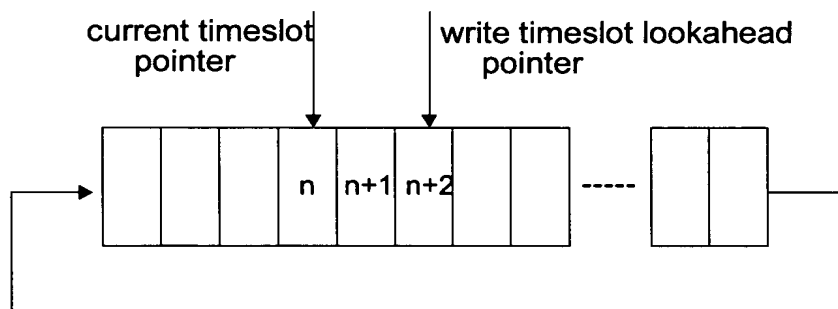 current timeslot
pointer
write timeslot lookahead
pointer
n
n+1
n+2